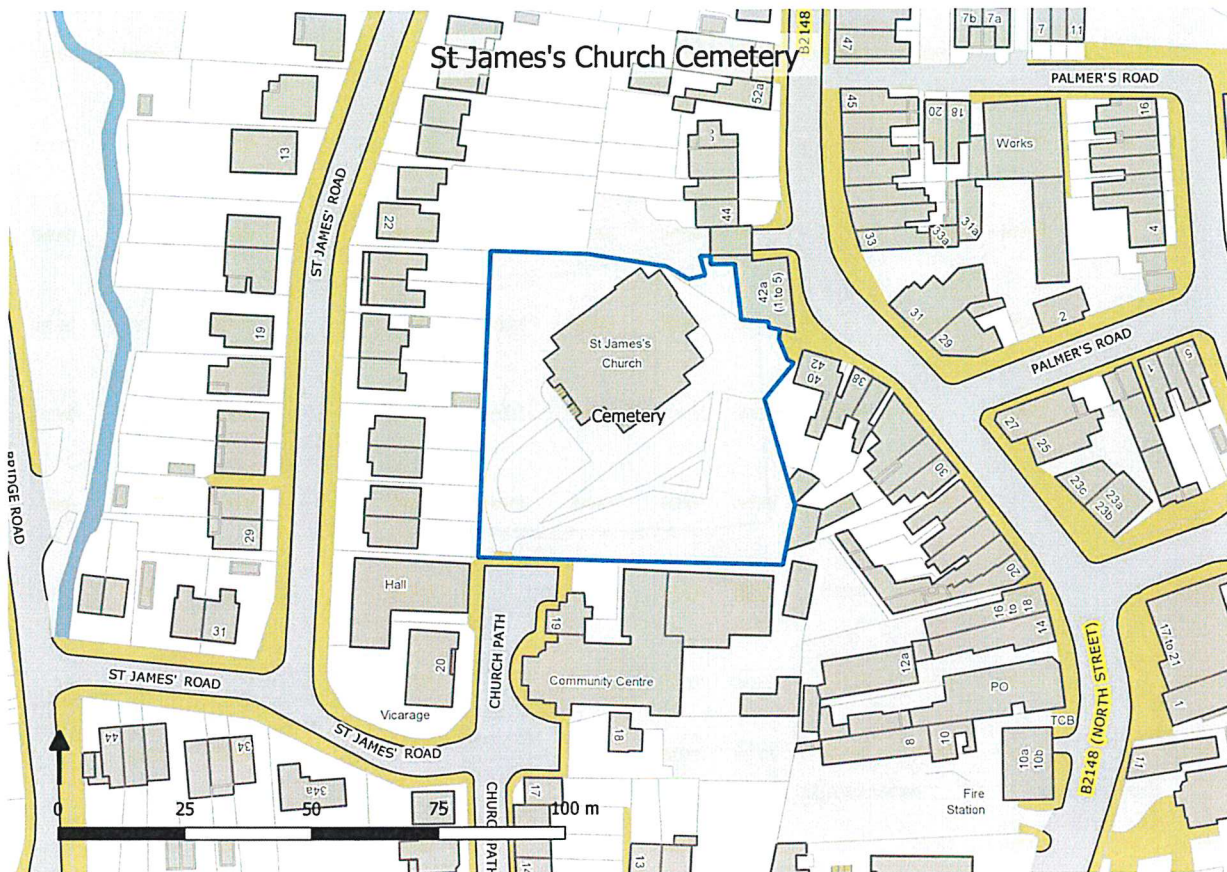 St James's Church Cemetery
B2148
47
7b
7a
7
11
PALMER'S ROAD
52a
45
20
18
16
Works
13
ST JAMES' ROAD
22
44
33
33a
31a
4
42a
(1 to 5)
31
29
2
19
St James's
Church
PALMER'S ROAD
1
5
42
40
38
Cemetery
27
25
30
23c
23a
23b
BRIDGE ROAD
29
Hall
20
31
19
16
to
18
14
17 to 21
20
CHURCH PATH
12a
B2148 (NORTH STREET)
ST JAMES' ROAD
Community Centre
PO
1
Vicarage
TCB
ST JAMES' ROAD
18
8
10
44
34
10a
10b
11
34a
17
Fire
Station
0
25
50
75
100 m
CHURCH PATH
14
13